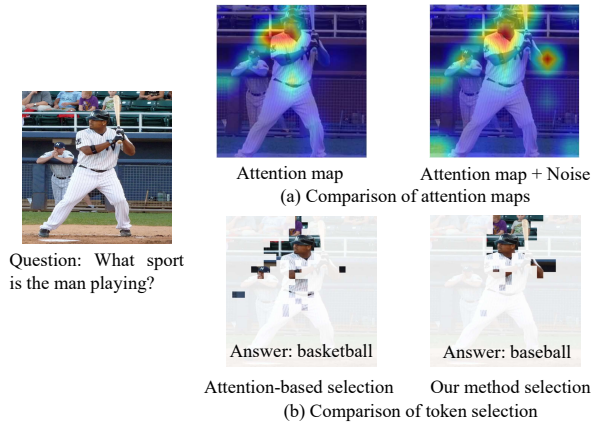 Question: What sport
is the man playing?
Attention map
Attention map + Noise
(a) Comparison of attention maps
Answer: basketball
Answer: baseball
Attention-based selection
Our method selection
(b) Comparison of token selection